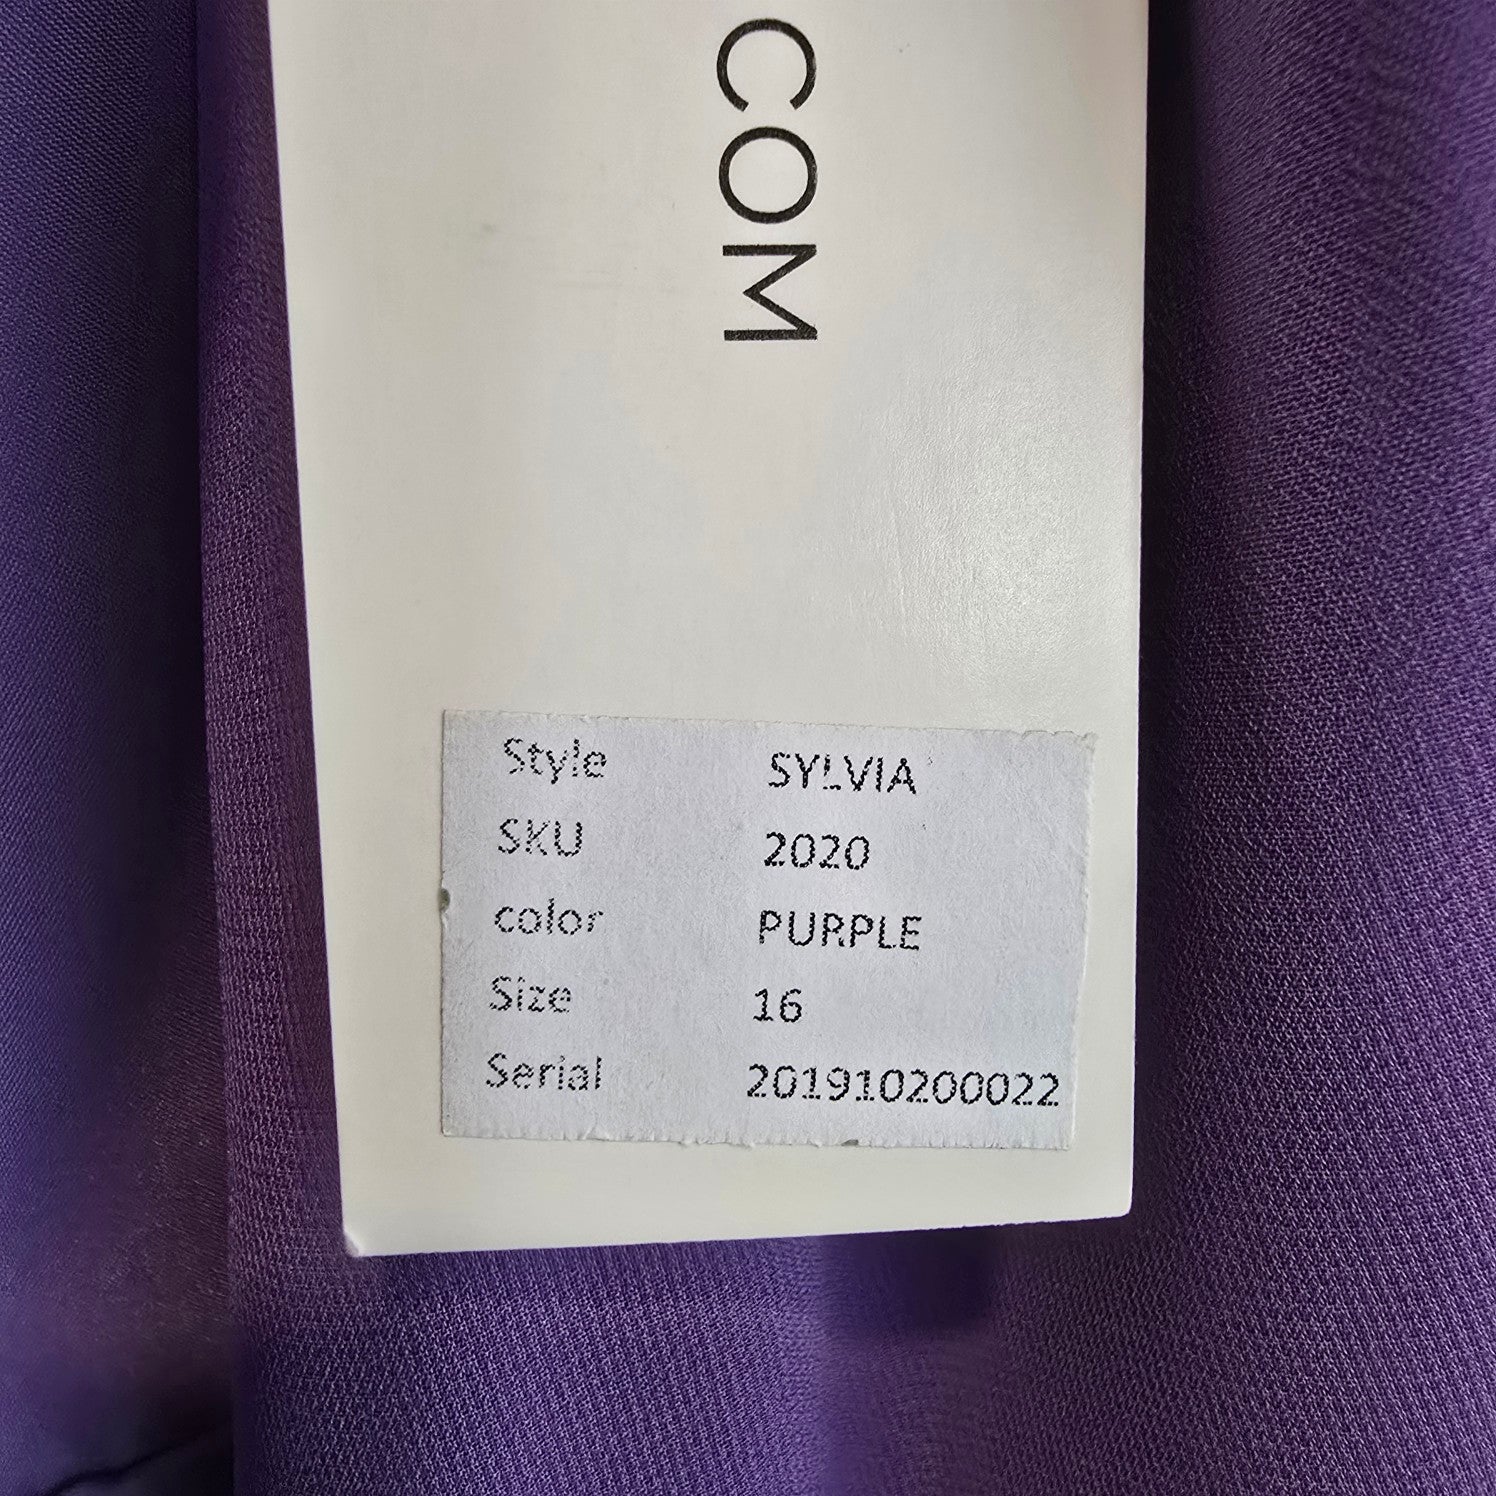 COM
Style SYLVIA
SKU 2020
color PURPLE
Size 16
Serial 201910200022